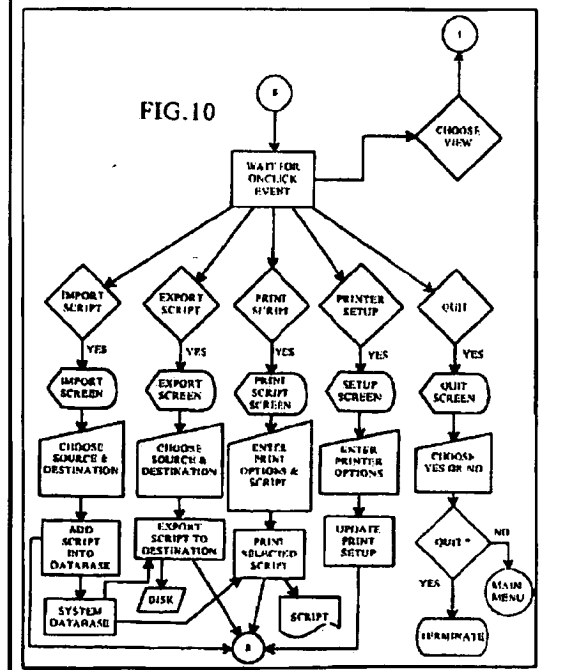 1
FIG.10
CHOOSE
VIEW
WAIT FOR
ONCLICK
EVENT
IMPORT
SCRIPT
EXPORT
SCRIPT
PRINT
SCRIPT
PRINTER
SETUP
QUIT
YES
YES
YES
YES
YES
IMPORT
SCREEN
EXPORT
SCREEN
PRINT
SCRIPT
SCREEN
SETUP
SCREEN
QUIT
SCREEN
CHOOSE
SOURCE &
DESTINATION
CHOOSE
SOURCE &
DESTINATION
ENTER
PRINT
OPTIONS &
SCRIPT
ENTER
PRINTER
OPTIONS
CHOOSE
YES OR NO
ADD
SCRIPT
INTO
DATABASE
EXPORT
SCRIPT TO
DESTINATION
PRINT
SELECTED
SCRIPT
UPDATE
PRINT
SETUP
QUIT
NO
YES
MAIN
MENU
SYSTEM
DATABASE
DISK
SCRIPT
TERMINATE